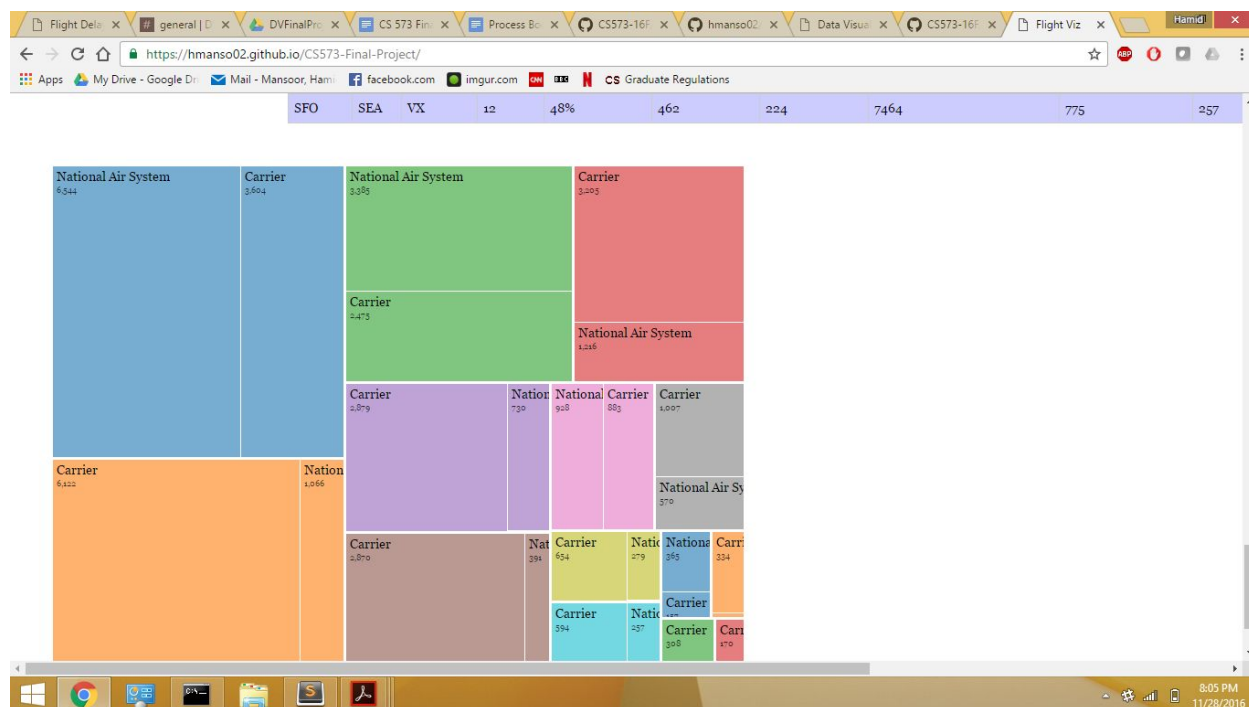 Flight Dela
general | D
DVFinalPro
CS 573 Fin
Process Bo
CS573-16F
hmanso02
Data Visua
CS573-16F
Flight Viz
Hamid
https://hmanso02.github.io/CS573-Final-Project/
ABP
Apps
My Drive - Google Dr
Mail - Mansoor, Hami
facebook.com
imgur.com
BBC
CS Graduate Regulations
SFO SEA VX 12 48% 462 224 7464 775 257
National Air System
6,544
Carrier
3,604
National Air System
3,385
Carrier
3,205
Carrier
2,475
National Air System
1,216
Carrier
2,879
Nation
730
National
928
Carrier
883
Carrier
1,007
Carrier
6,122
Nation
1,066
National Air Sy
570
Carrier
2,870
Nat
391
Carrier
654
Natio
279
Nationa
365
Carri
334
Carrier
Carrier
594
Natio
257
Carrier
308
Carr
170
8:05 PM
11/28/2016